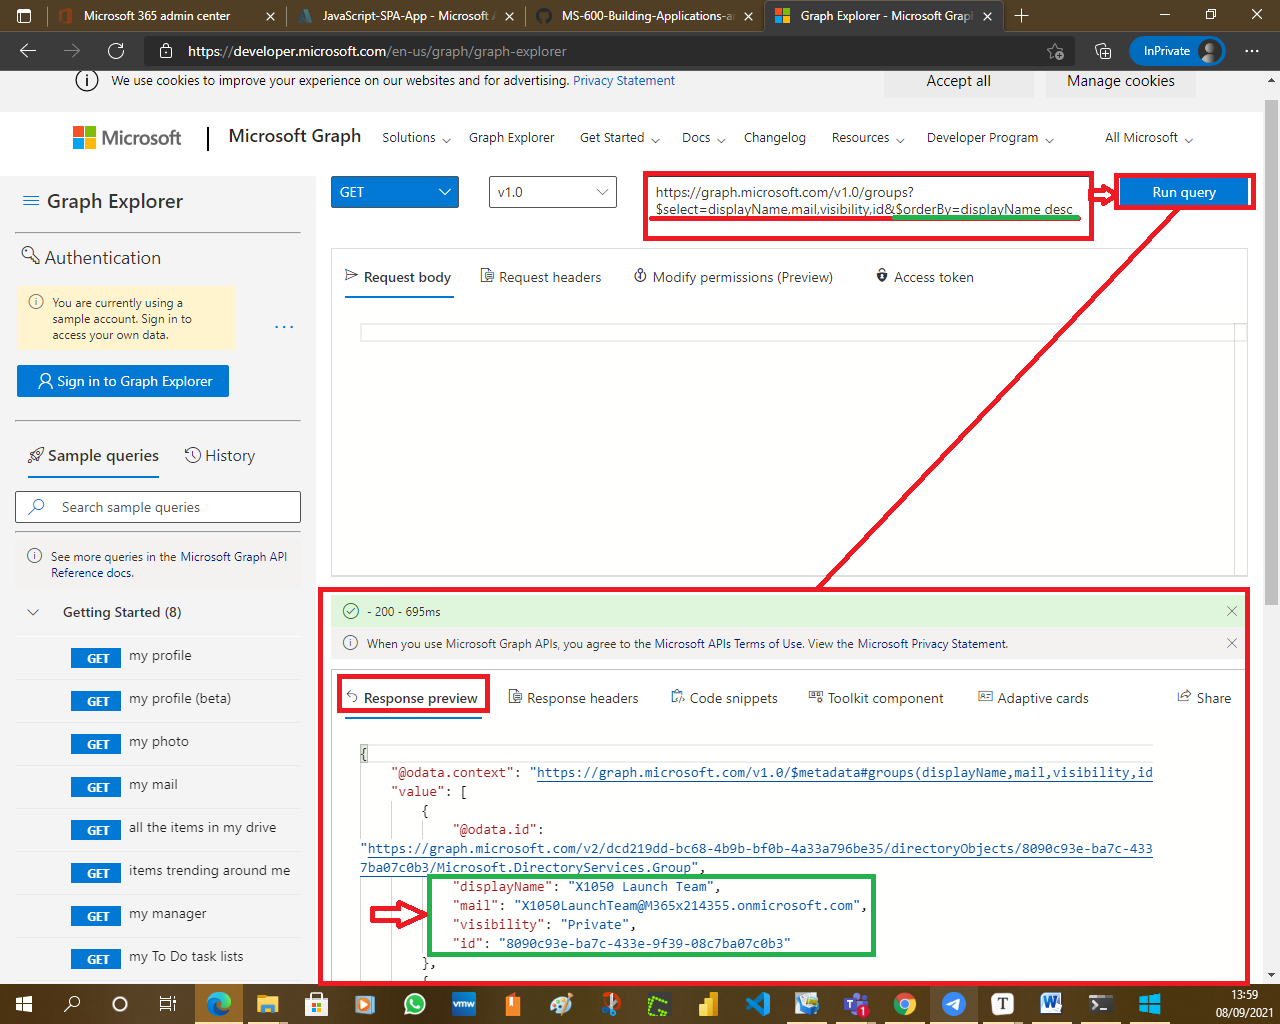 Microsoft 365 admin center
JavaScript-SPA-App - Microsoft A
MS-600-Building-Applications-a
Graph Explorer - Microsoft Graph
https://developer.microsoft.com/en-us/graph/graph-explorer
InPrivate
We use cookies to improve your experience on our websites and for advertising. Privacy Statement
Accept all
Manage cookies
Microsoft
Microsoft Graph
Solutions
Graph Explorer
Get Started
Docs
Changelog
Resources
Developer Program
All Microsoft
Graph Explorer
GET
v1.0
https://graph.microsoft.com/v1.0/groups?
$select=displayName,mail,visibility,id&$orderBy=displayName desc
Run query
Authentication
You are currently using a
sample account. Sign in to
access your own data.
Sign in to Graph Explorer
Request body
Request headers
Modify permissions (Preview)
Access token
Sample queries
History
Search sample queries
See more queries in the Microsoft Graph API
Reference docs.
Getting Started (8)
GET my profile
GET my profile (beta)
GET my photo
GET my mail
GET all the items in my drive
GET items trending around me
GET my manager
GET my To Do task lists
- 200 - 695ms
When you use Microsoft Graph APIs, you agree to the Microsoft APIs Terms of Use. View the Microsoft Privacy Statement.
Response preview
Response headers
Code snippets
Toolkit component
Adaptive cards
Share
{
"@odata.context": "https://graph.microsoft.com/v1.0/$metadata#groups(displayName,mail,visibility,id
"value": [
{
"@odata.id":
"https://graph.microsoft.com/v2/dcd219dd-bc68-4b9b-bf0b-4a33a796be35/directoryObjects/8090c93e-ba7c-433
7ba07c0b3/Microsoft.DirectoryServices.Group",
"displayName": "X1050 Launch Team",
"mail": "X1050LaunchTeam@M365x214355.onmicrosoft.com",
"visibility": "Private",
"id": "8090c93e-ba7c-433e-9f39-08c7ba07c0b3"
},
{
vmw
1
T
13:59
08/09/2021